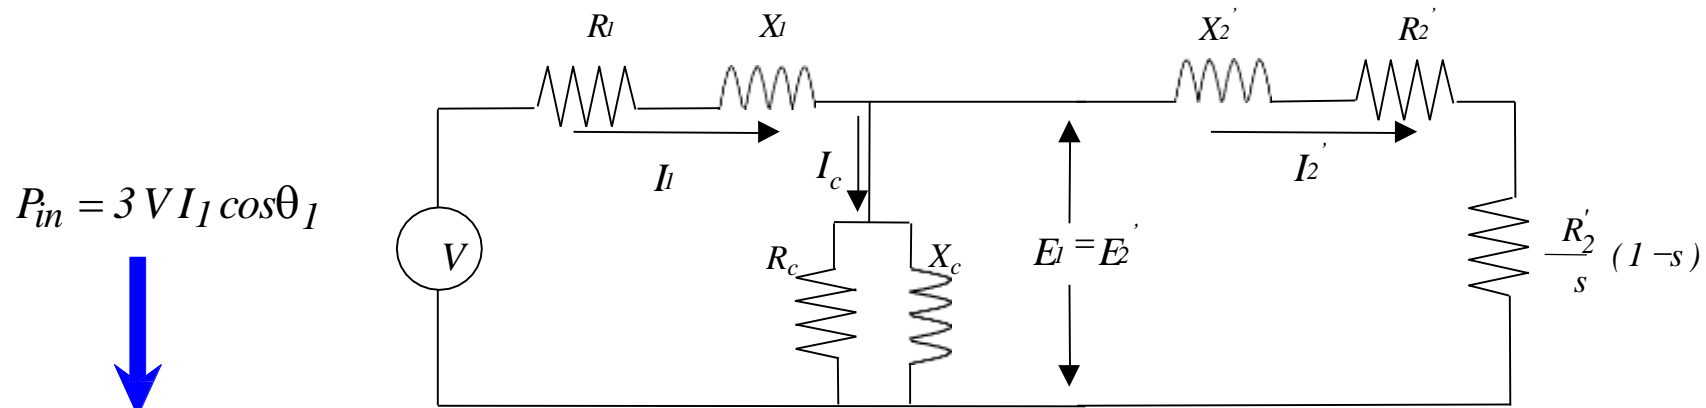 R1 X1 X2' R2'
I1 Ic I2'
Pin = 3 V I1 cosθ1
V Rc Xc E1 = E2' R2'/s (1−s)